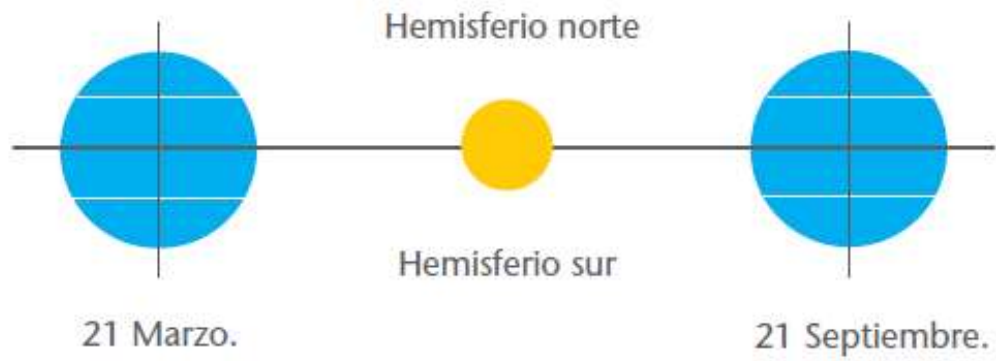 Hemisferio norte
Hemisferio sur
21 Marzo.
21 Septiembre.